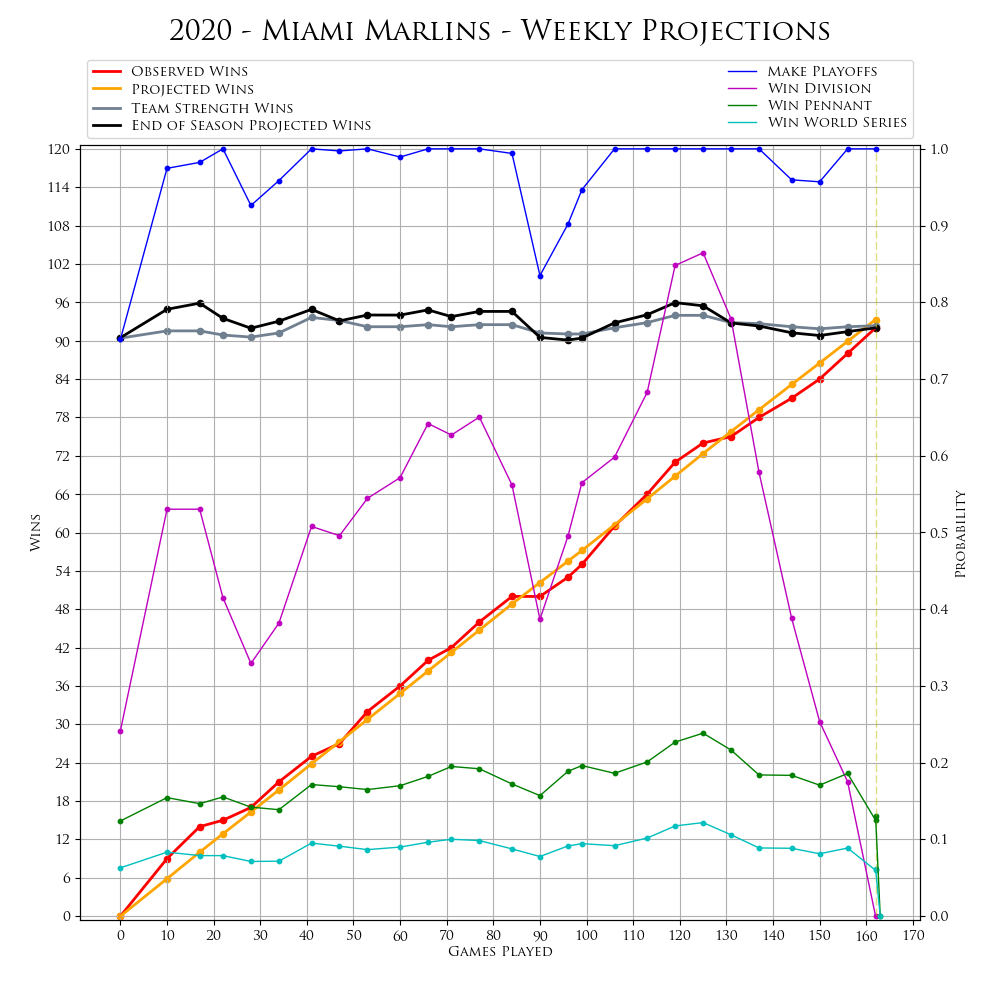 2020 - Miami Marlins - Weekly Projections
Observed Wins
Projected Wins
Team Strength Wins
End of Season Projected Wins
Make Playoffs
Win Division
Win Pennant
Win World Series
120
114
108
102
96
90
84
78
72
66
60
54
48
42
36
30
24
18
12
6
0
Wins
1.0
0.9
0.8
0.7
0.6
0.5
0.4
0.3
0.2
0.1
0.0
Probability
0 10 20 30 40 50 60 70 80 90 100 110 120 130 140 150 160 170
Games Played